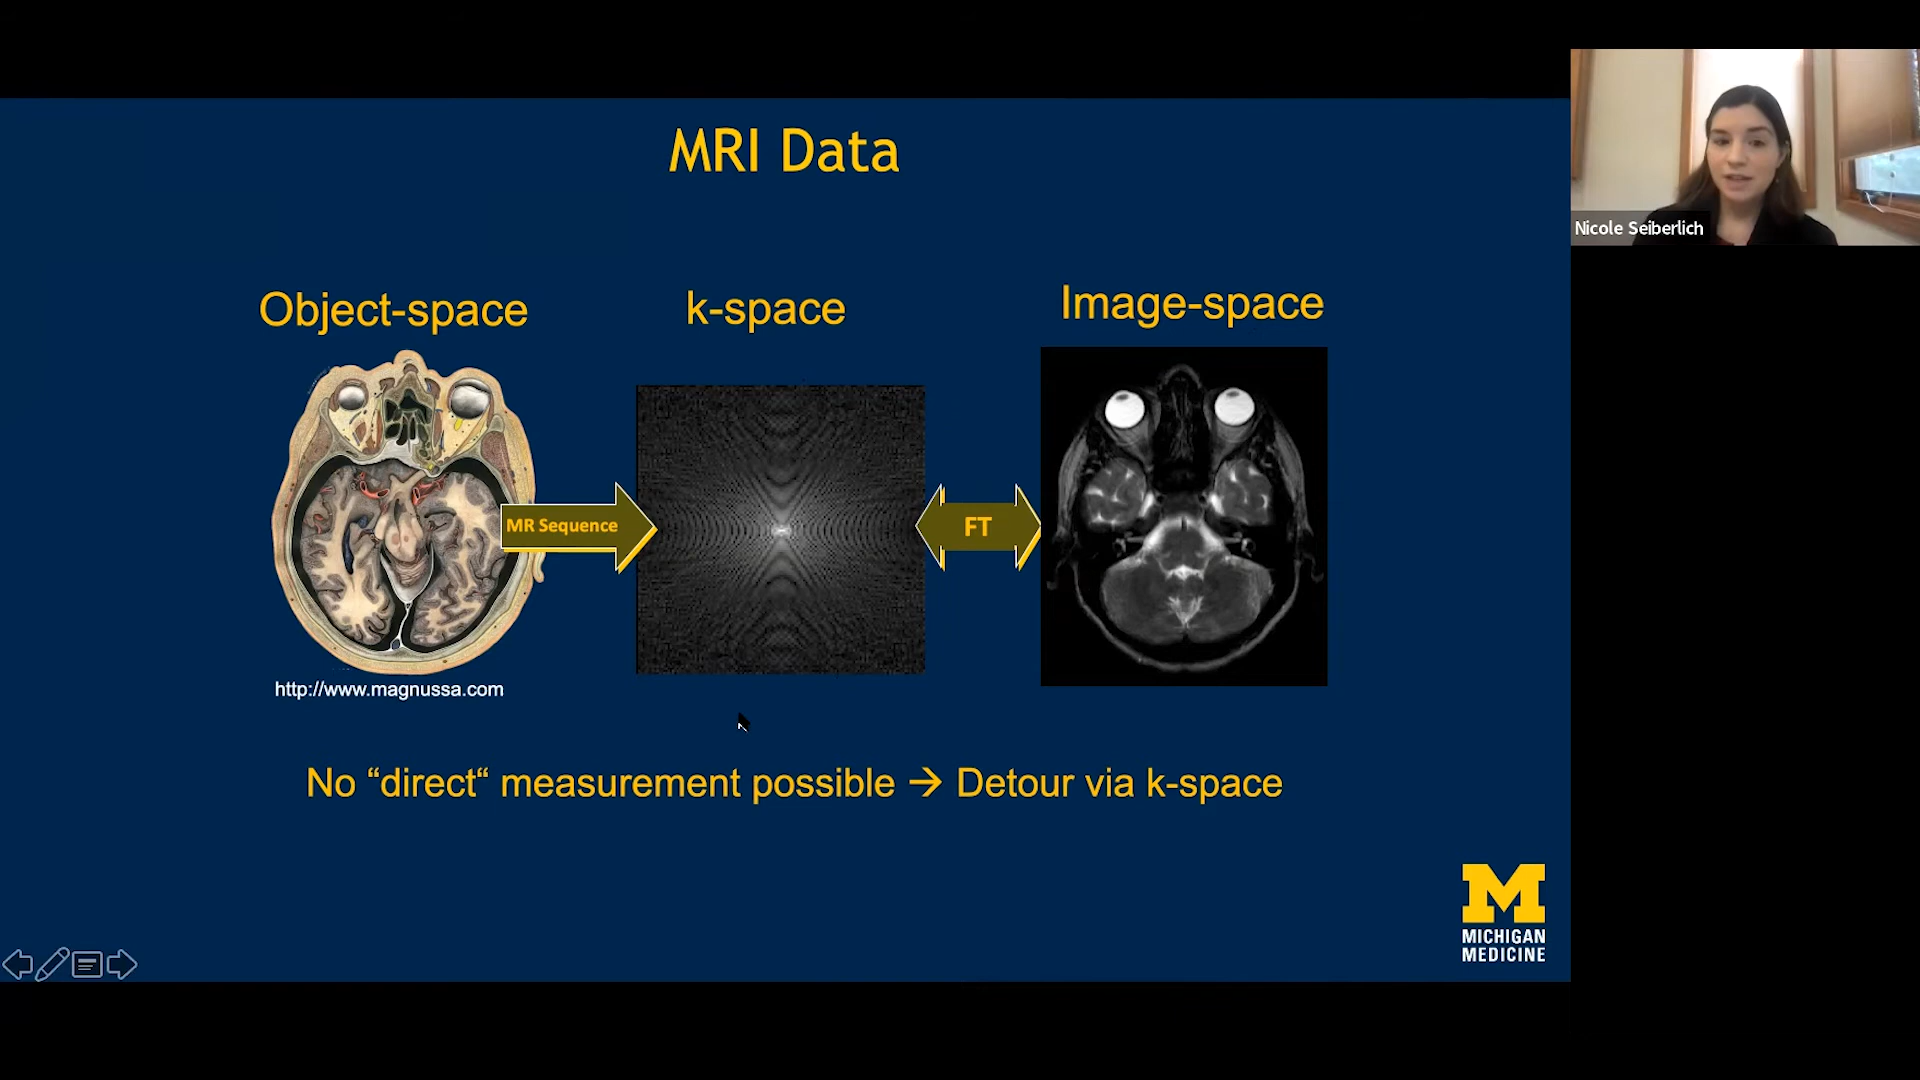 MRI Data
Nicole Seiberlich
Object-space
k-space
Image-space
MR Sequence
FT
http://www.magnussa.com
No “direct“ measurement possible → Detour via k-space
M
MICHIGAN
MEDICINE